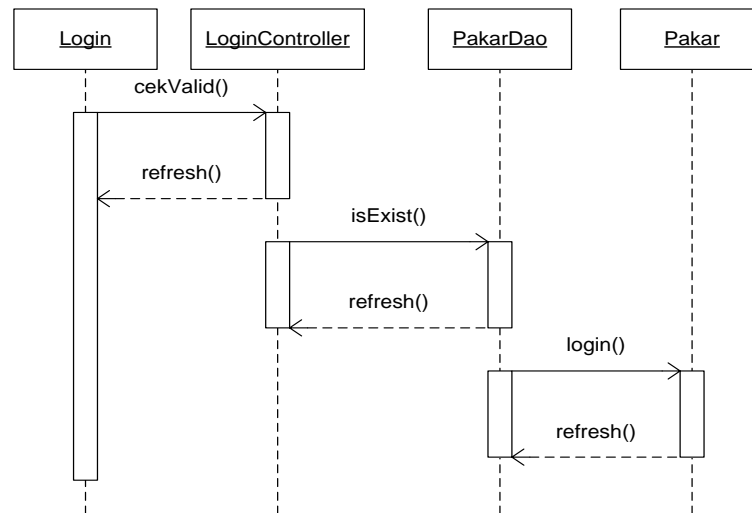 Login
LoginController
PakarDao
Pakar
cekValid()
refresh()
isExist()
refresh()
login()
refresh()